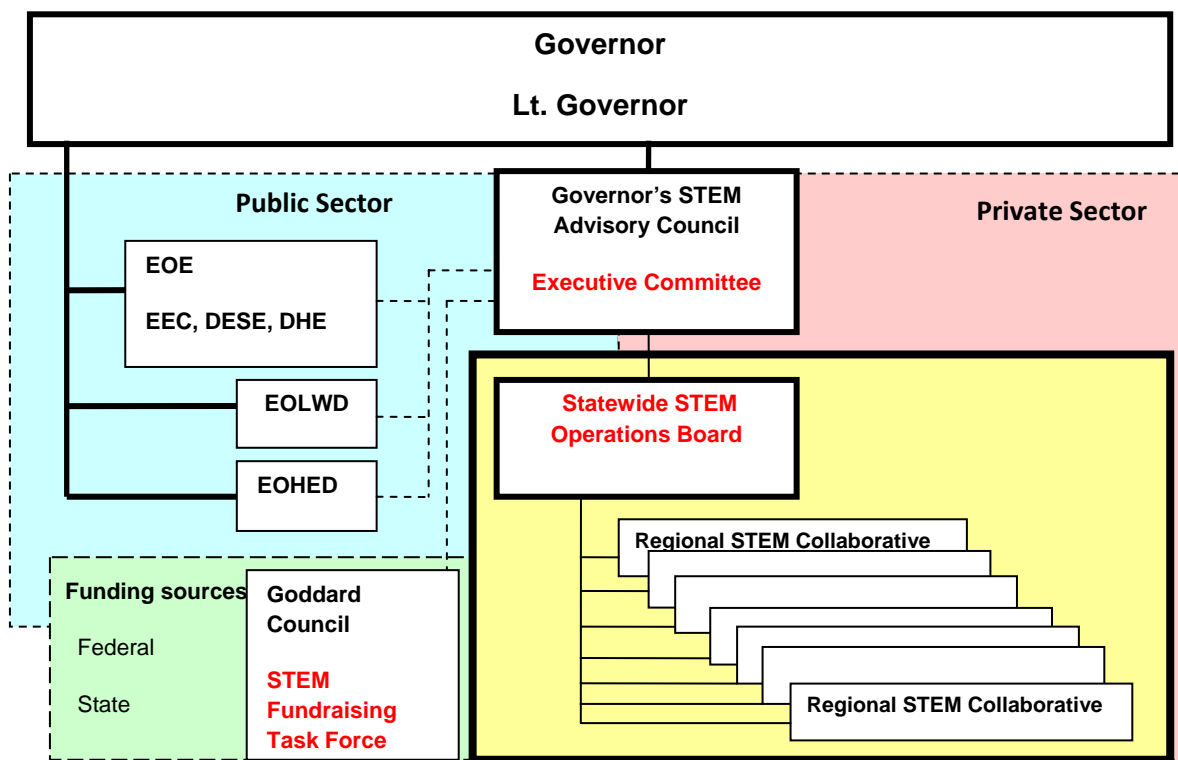 Governor
Lt. Governor
Public Sector
Governor’s STEM
Advisory Council
Executive Committee
Private Sector
EOE
EEC, DESE, DHE
EOLWD
EOHED
Statewide STEM
Operations Board
Regional STEM Collaborative
Regional STEM Collaborative
Funding sources
Federal
State
Goddard
Council
STEM
Fundraising
Task Force